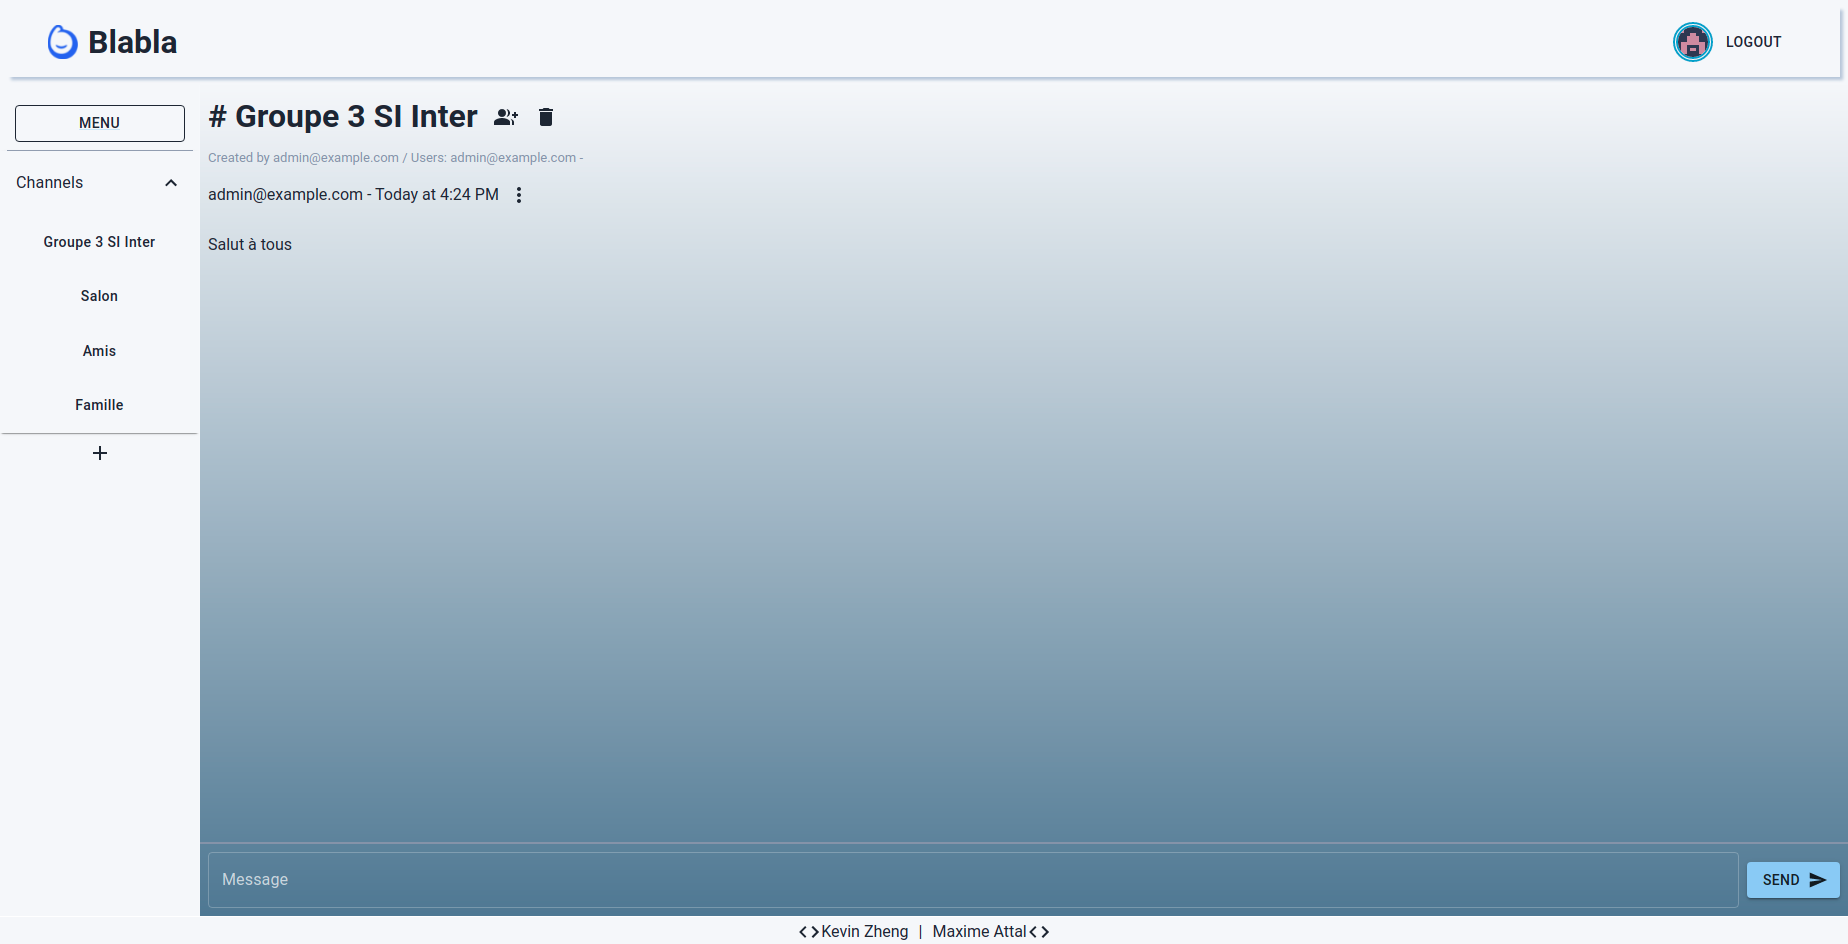 Blabla
LOGOUT
MENU
Channels
Groupe 3 SI Inter
Salon
Amis
Famille
# Groupe 3 SI Inter
Created by admin@example.com / Users: admin@example.com -
admin@example.com - Today at 4:24 PM
Salut à tous
Message
SEND
Kevin Zheng | Maxime Attal